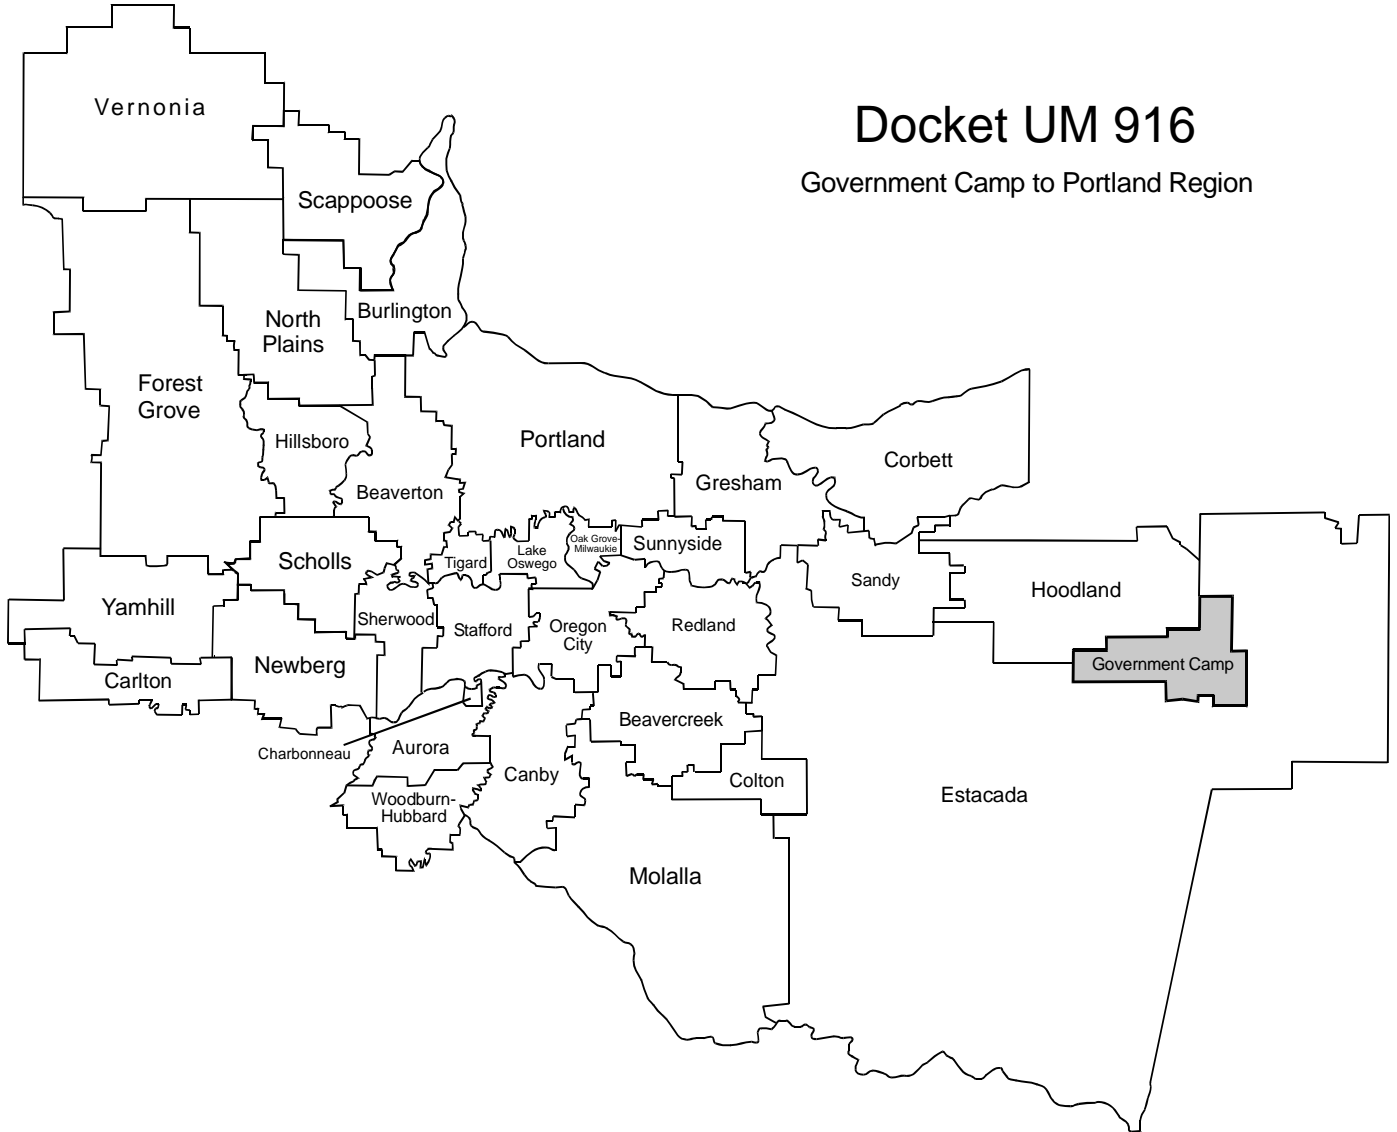 Docket UM 916
Government Camp to Portland Region
Vernonia
Scappoose
Burlington
North
Plains
Forest
Grove
Hillsboro
Portland
Beaverton
Gresham
Corbett
Scholls
Tigard
Lake
Oswego
Oak Grove-
Milwaukie
Sunnyside
Sandy
Hoodland
Yamhill
Sherwood
Stafford
Oregon
City
Redland
Newberg
Carlton
Government Camp
Charbonneau
Aurora
Beavercreek
Canby
Colton
Woodburn-
Hubbard
Estacada
Molalla